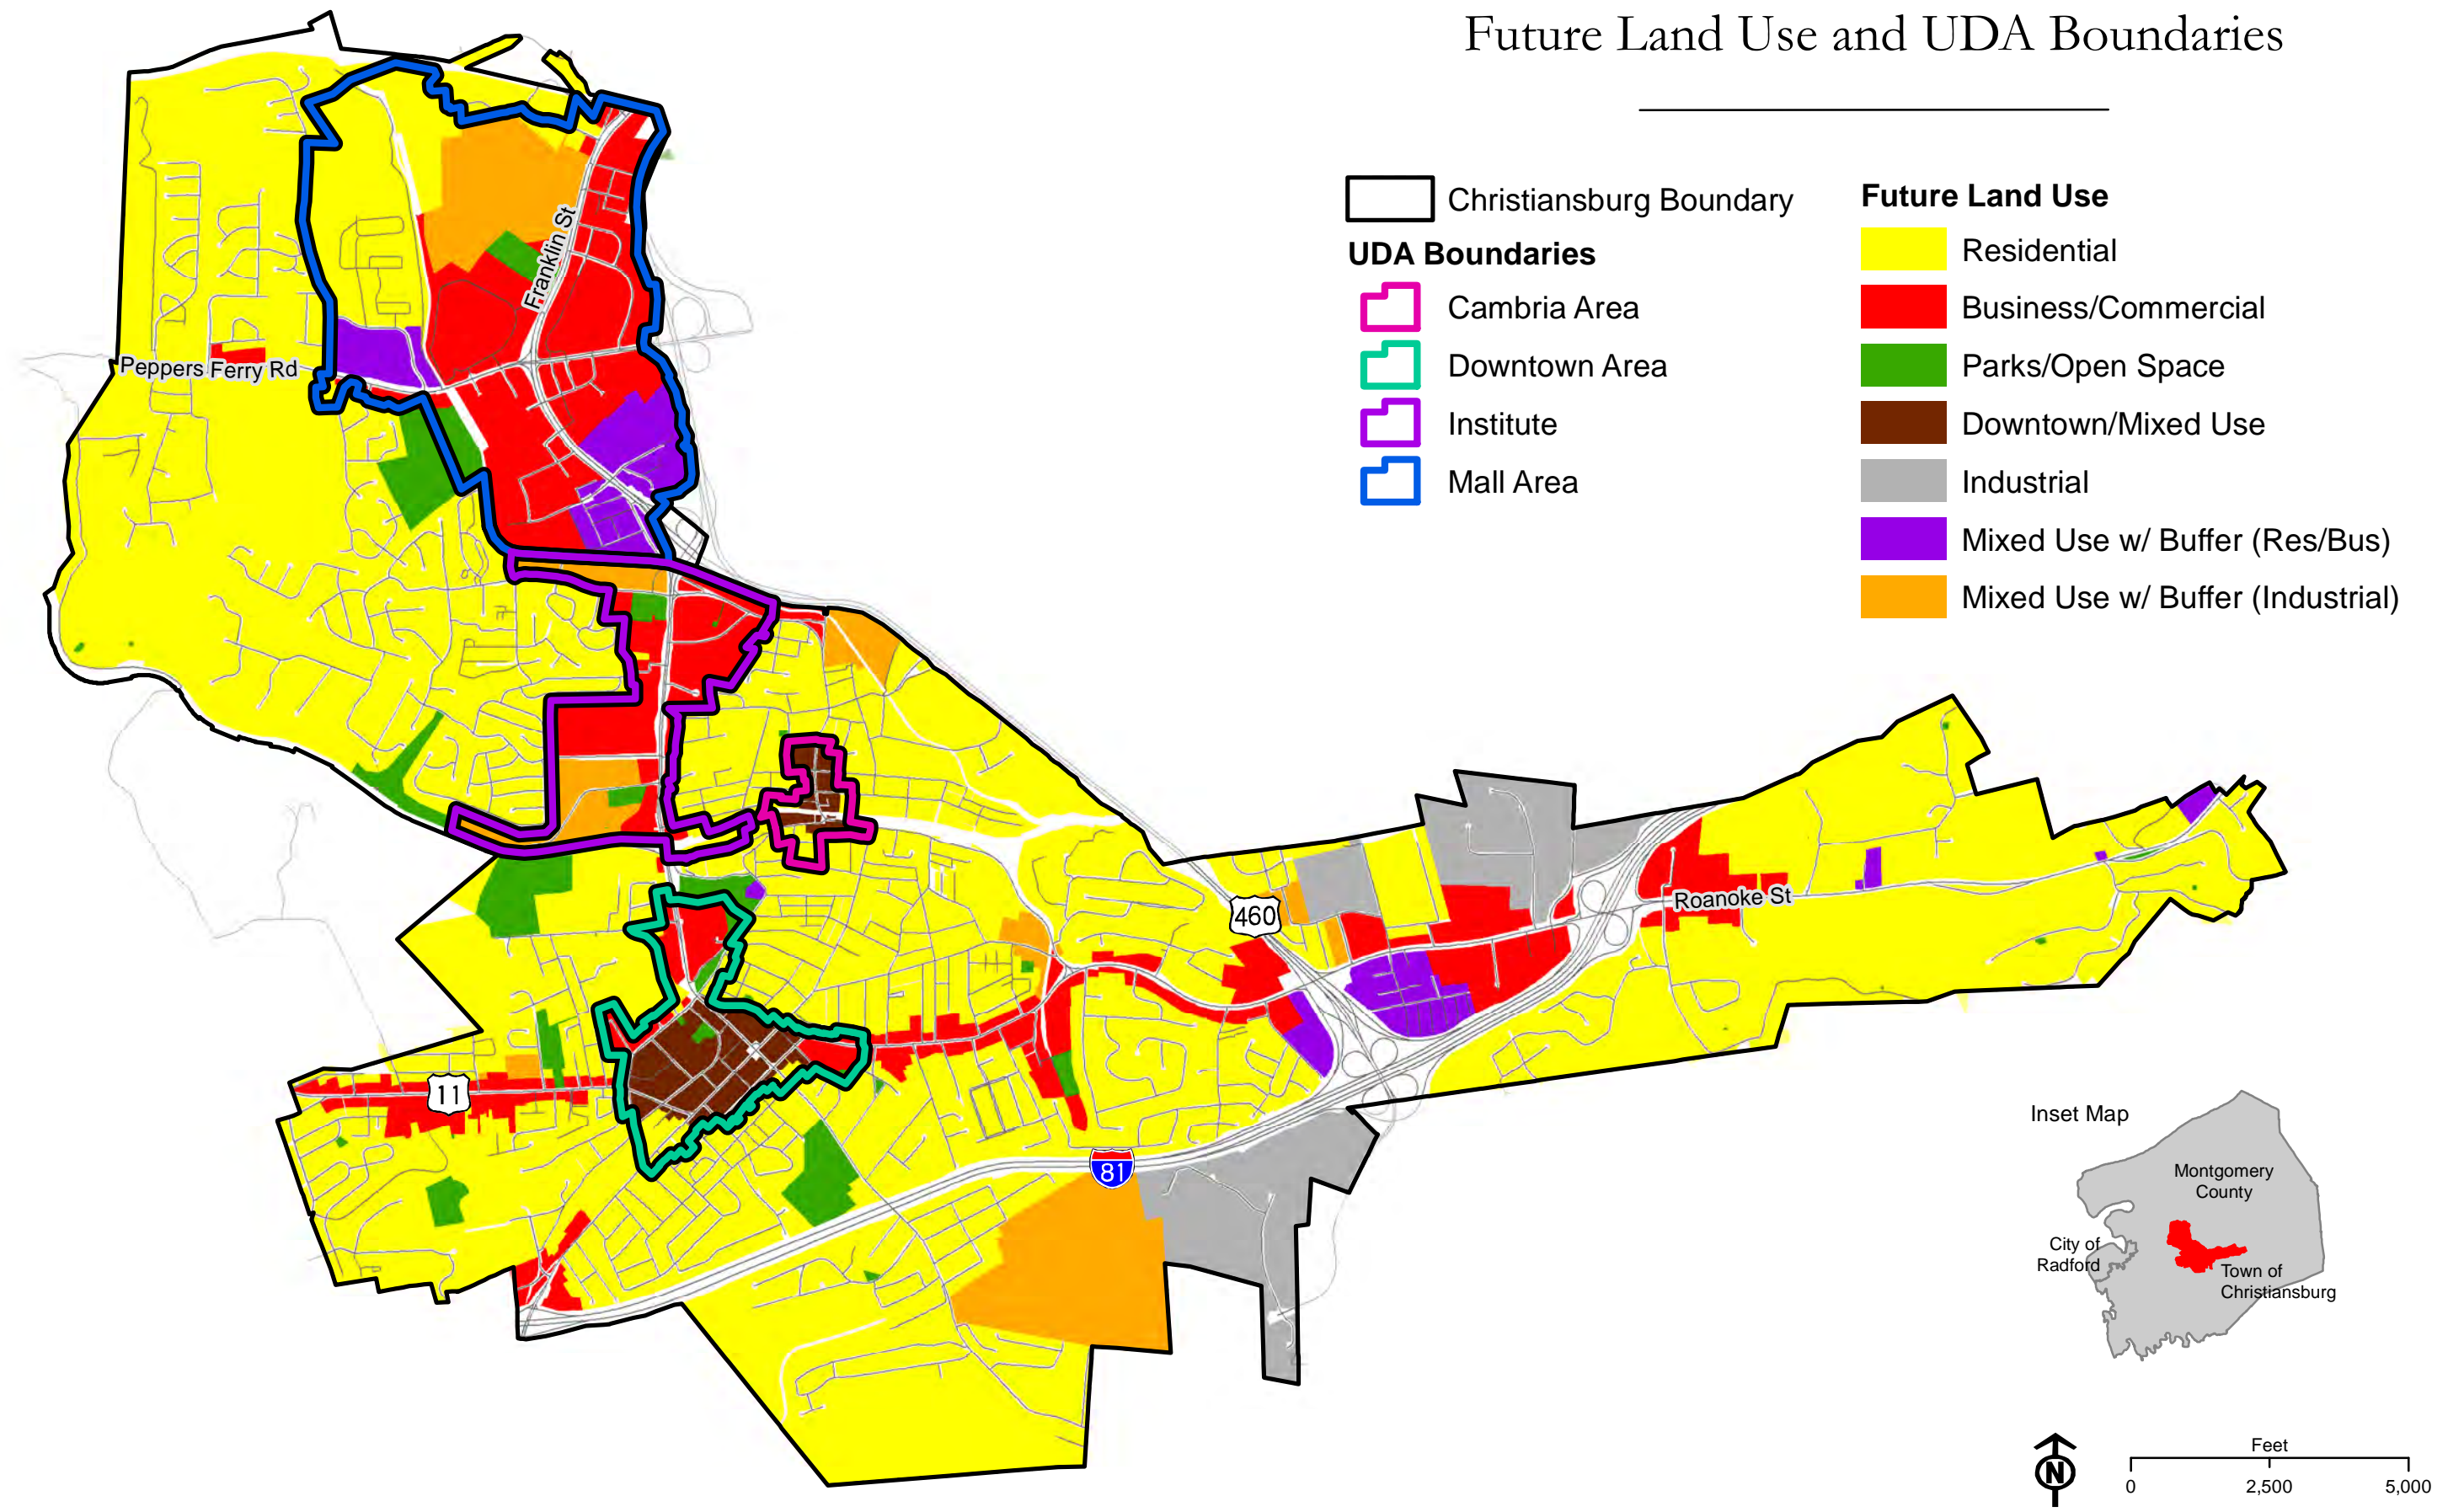 Future Land Use and UDA Boundaries
Christiansburg Boundary
UDA Boundaries
Cambria Area
Downtown Area
Institute
Mall Area
Future Land Use
Residential
Business/Commercial
Parks/Open Space
Downtown/Mixed Use
Industrial
Mixed Use w/ Buffer (Res/Bus)
Mixed Use w/ Buffer (Industrial)
Franklin St
Peppers Ferry Rd
460
Roanoke St
11
81
Inset Map
Montgomery
County
City of
Radford
Town of
Christiansburg
N
Feet
0 2,500 5,000